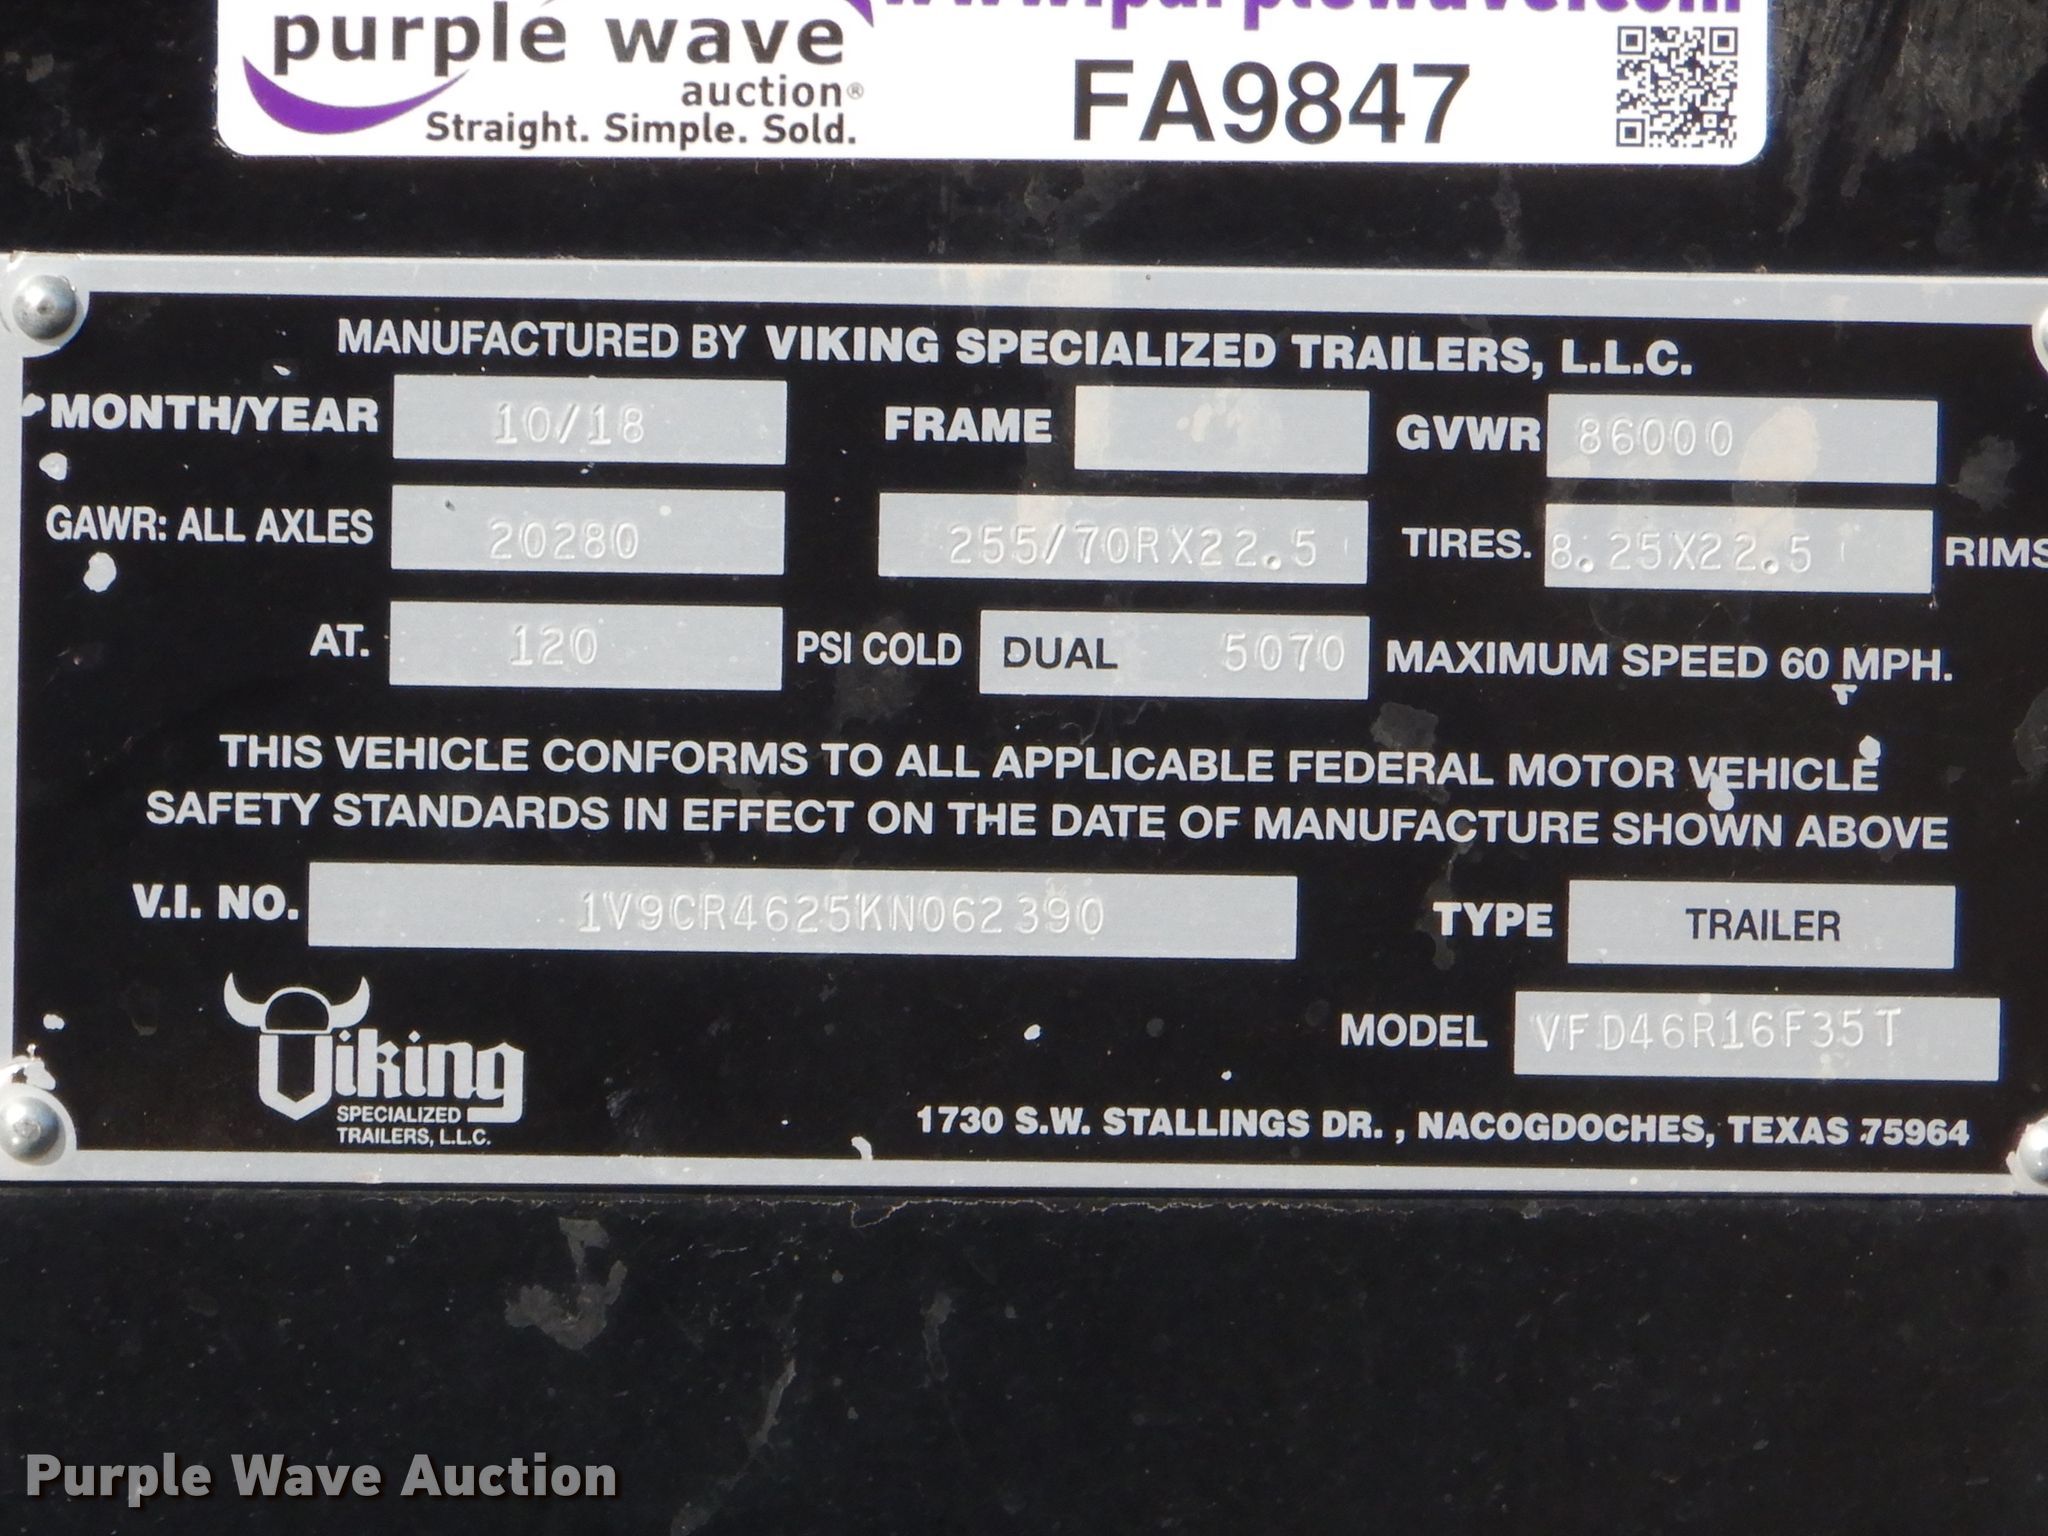 www.purplewave.com
purple wave
auction®
Straight. Simple. Sold.
FA9847
MANUFACTURED BY VIKING SPECIALIZED TRAILERS, L.L.C.
MONTH/YEAR 10/18 FRAME GVWR 86000
GAWR: ALL AXLES 20280 255/70RX22.5 TIRES. 8.25X22.5 RIMS
AT. 120 PSI COLD DUAL 5070 MAXIMUM SPEED 60 MPH.
THIS VEHICLE CONFORMS TO ALL APPLICABLE FEDERAL MOTOR VEHICLE
SAFETY STANDARDS IN EFFECT ON THE DATE OF MANUFACTURE SHOWN ABOVE
V.I. NO. 1V9CR4625KN062390 TYPE TRAILER
MODEL VFD46R16F35T
Viking
SPECIALIZED
TRAILERS, L.L.C.
1730 S.W. STALLINGS DR. , NACOGDOCHES, TEXAS 75964
Purple Wave Auction